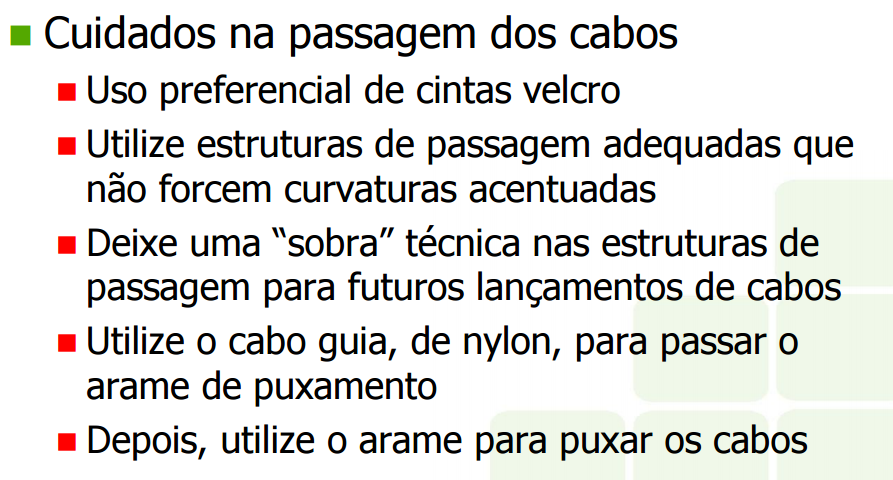 Cuidados na passagem dos cabos
Uso preferencial de cintas velcro
Utilize estruturas de passagem adequadas que
não forcem curvaturas acentuadas
Deixe uma “sobra” técnica nas estruturas de
passagem para futuros lançamentos de cabos
Utilize o cabo guia, de nylon, para passar o
arame de puxamento
Depois, utilize o arame para puxar os cabos